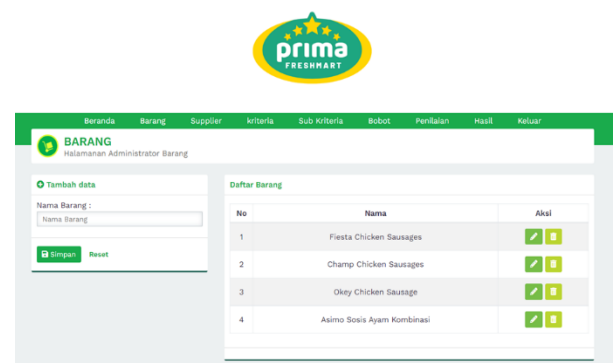 prima
FRESHMART
Beranda Barang Supplier kriteria Sub Kriteria Bobot Penilaian Hasil Keluar
BARANG
Halamanan Administrator Barang
Tambah data
Nama Barang :
Nama Barang
Simpan Reset
Daftar Barang
No Nama Aksi
1 Fiesta Chicken Sausages
2 Champ Chicken Sausages
3 Okey Chicken Sausage
4 Asimo Sosis Ayam Kombinasi